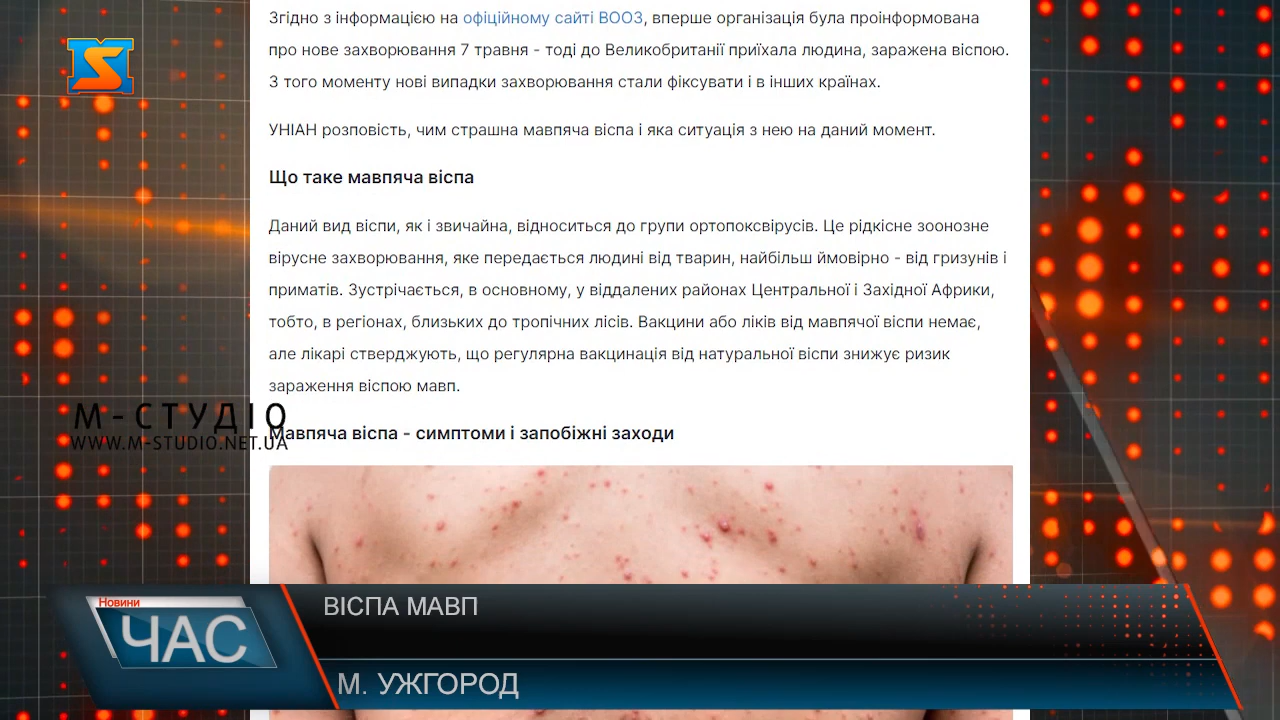 Згідно з інформацією на офіційному сайті ВООЗ, вперше організація була проінформована
про нове захворювання 7 травня - тоді до Великобританії приїхала людина, заражена віспою.
З того моменту нові випадки захворювання стали фіксувати і в інших країнах.
УНІАН розповість, чим страшна мавпяча віспа і яка ситуація з нею на даний момент.
Що таке мавпяча віспа
Даний вид віспи, як і звичайна, відноситься до групи ортопоксвірусів. Це рідкісне зоонозне
вірусне захворювання, яке передається людині від тварин, найбільш ймовірно - від гризунів і
приматів. Зустрічається, в основному, у віддалених районах Центральної і Західної Африки,
тобто, в регіонах, близьких до тропічних лісів. Вакцини або ліків від мавпячої віспи немає,
але лікарі стверджують, що регулярна вакцинація від натуральної віспи знижує ризик
зараження віспою мавп.
М-СТУДІО
WWW.M-STUDIO.NET.UA
Мавпяча віспа - симптоми і запобіжні заходи
Новини
ЧАС
ВІСПА МАВП
М. УЖГОРОД